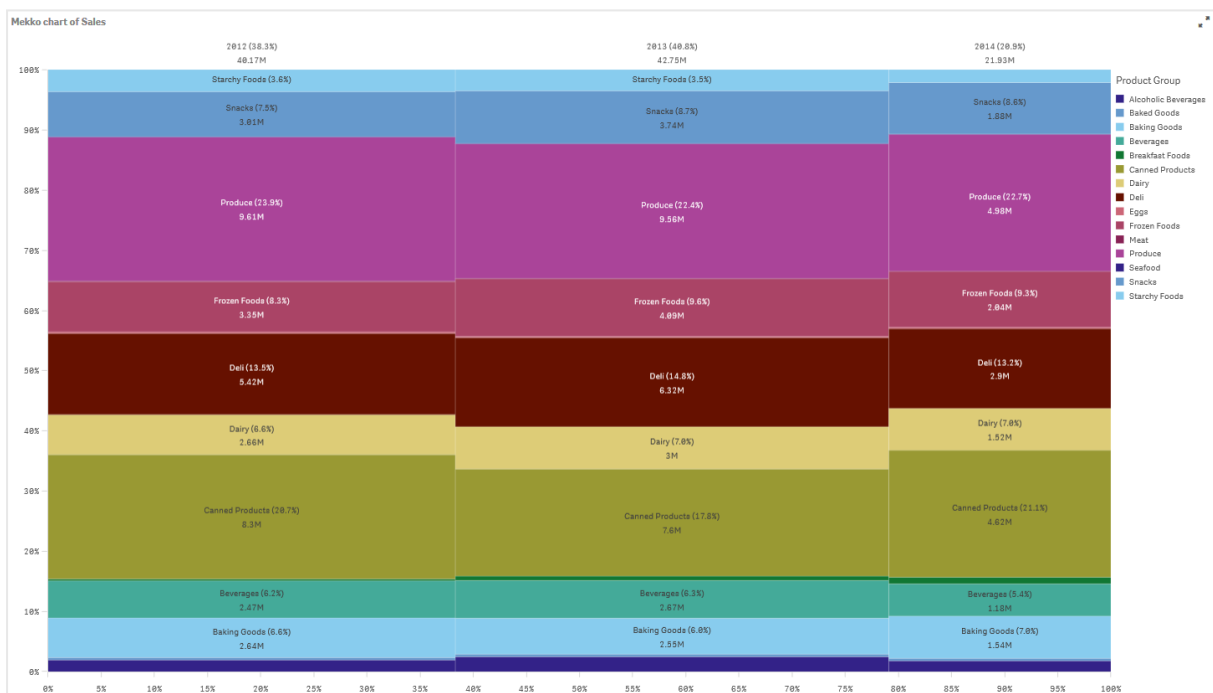 Mekko chart of Sales
2012 (38.3%)
40.17M
2013 (40.8%)
42.75M
2014 (20.9%)
21.93M
100%
90%
80%
70%
60%
50%
40%
30%
20%
10%
0%
Starchy Foods (3.6%)
Snacks (7.5%)
3.01M
Produce (23.9%)
9.61M
Frozen Foods (8.3%)
3.35M
Deli (13.5%)
5.42M
Dairy (6.6%)
2.66M
Canned Products (20.7%)
8.3M
Beverages (6.2%)
2.47M
Baking Goods (6.6%)
2.64M
Starchy Foods (3.5%)
Snacks (8.7%)
3.74M
Produce (22.4%)
9.56M
Frozen Foods (9.6%)
4.09M
Deli (14.8%)
6.32M
Dairy (7.0%)
3M
Canned Products (17.8%)
7.6M
Beverages (6.3%)
2.67M
Baking Goods (6.0%)
2.55M
Snacks (8.6%)
1.88M
Produce (22.7%)
4.98M
Frozen Foods (9.3%)
2.04M
Deli (13.2%)
2.9M
Dairy (7.0%)
1.52M
Canned Products (21.1%)
4.62M
Beverages (5.4%)
1.18M
Baking Goods (7.0%)
1.54M
0% 5% 10% 15% 20% 25% 30% 35% 40% 45% 50% 55% 60% 65% 70% 75% 80% 85% 90% 95% 100%
Product Group
Alcoholic Beverages
Baked Goods
Baking Goods
Beverages
Breakfast Foods
Canned Products
Dairy
Deli
Eggs
Frozen Foods
Meat
Produce
Seafood
Snacks
Starchy Foods